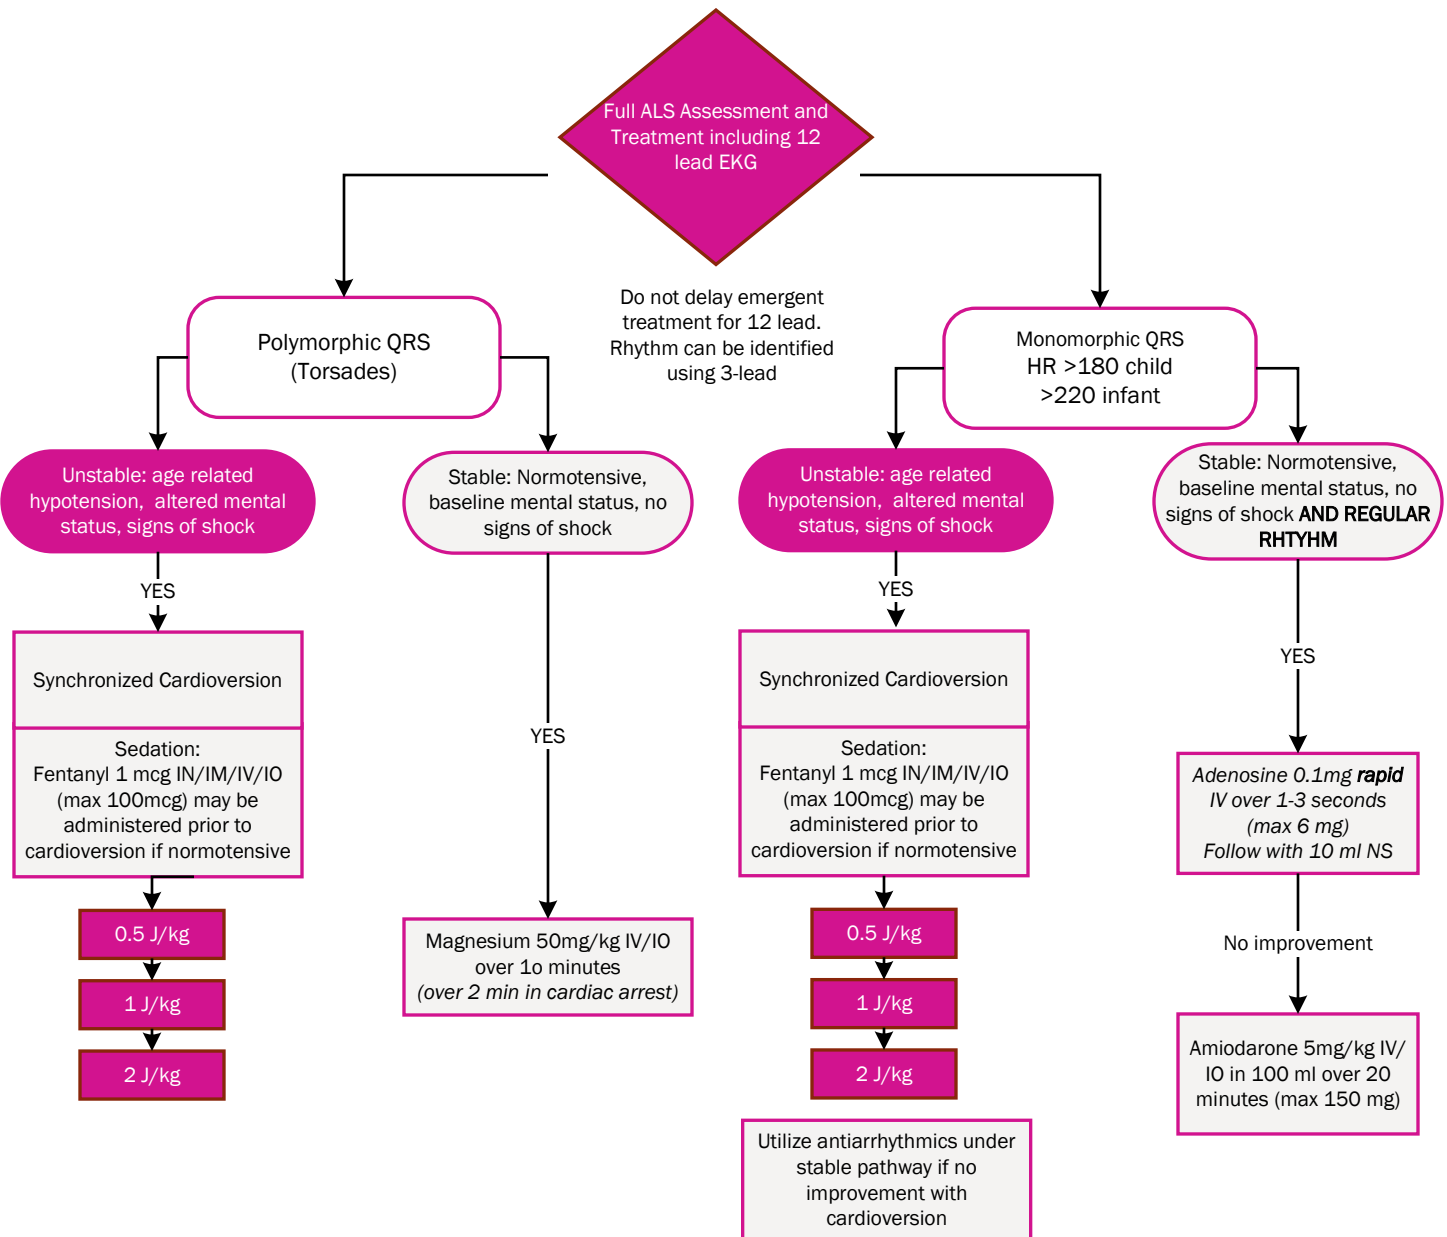 Full ALS Assessment and
Treatment including 12
lead EKG
Do not delay emergent
treatment for 12 lead.
Rhythm can be identified
using 3-lead
Polymorphic QRS
(Torsades)
Unstable: age related
hypotension, altered mental
status, signs of shock
YES
Synchronized Cardioversion
Sedation:
Fentanyl 1 mcg IN/IM/IV/IO
(max 100mcg) may be
administered prior to
cardioversion if normotensive
0.5 J/kg
1 J/kg
2 J/kg
Stable: Normotensive,
baseline mental status, no
signs of shock
YES
Magnesium 50mg/kg IV/IO
over 1o minutes
(over 2 min in cardiac arrest)
Monomorphic QRS
HR >180 child
>220 infant
Unstable: age related
hypotension, altered mental
status, signs of shock
YES
Synchronized Cardioversion
Sedation:
Fentanyl 1 mcg IN/IM/IV/IO
(max 100mcg) may be
administered prior to
cardioversion if normotensive
0.5 J/kg
1 J/kg
2 J/kg
Utilize antiarrhythmics under
stable pathway if no
improvement with
cardioversion
Stable: Normotensive,
baseline mental status, no
signs of shock AND REGULAR
RHTYHM
YES
Adenosine 0.1mg rapid
IV over 1-3 seconds
(max 6 mg)
Follow with 10 ml NS
No improvement
Amiodarone 5mg/kg IV/
IO in 100 ml over 20
minutes (max 150 mg)